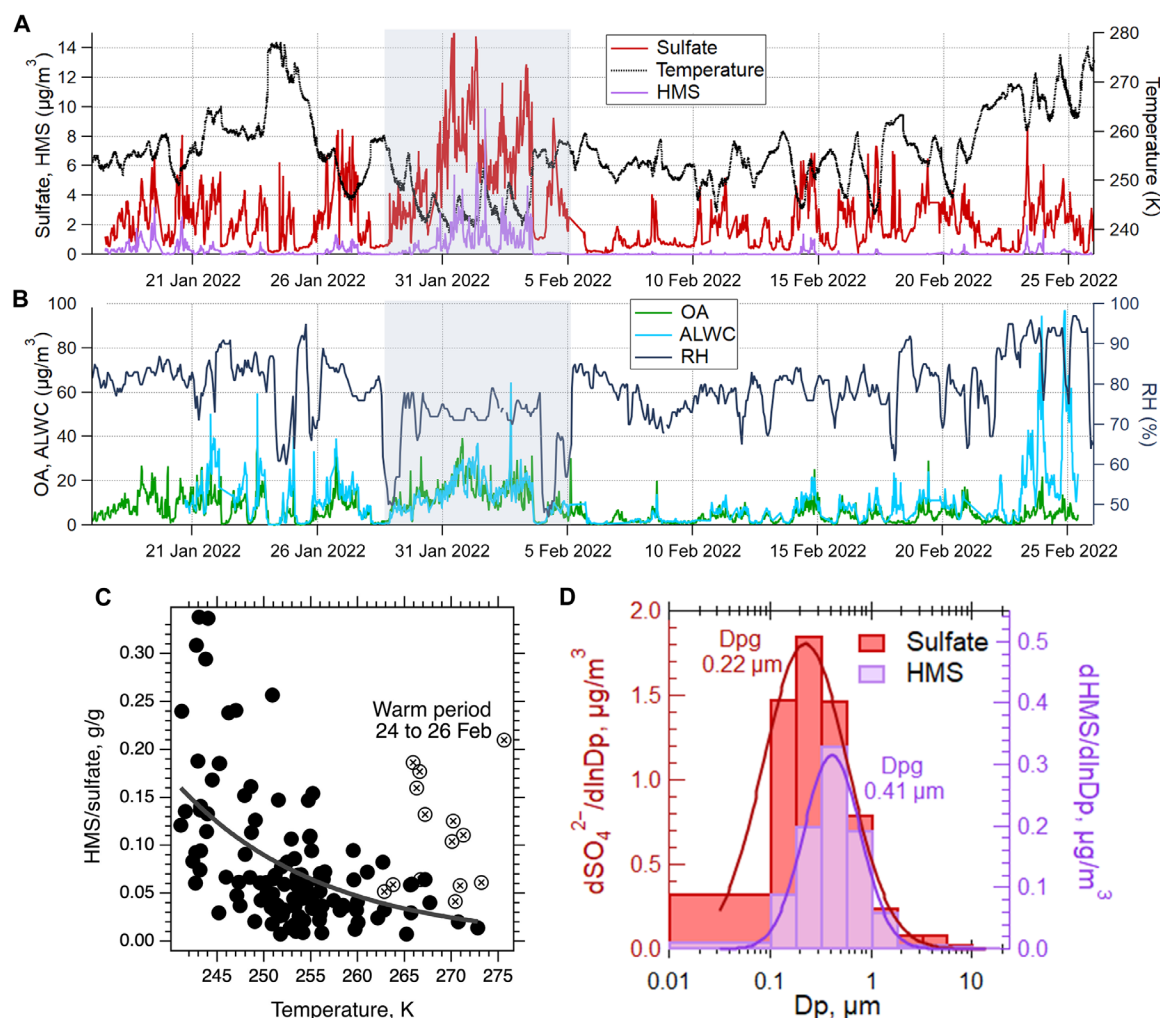 A
Sulfate, HMS (µg/m³)
14
12
10
8
6
4
2
0
Sulfate
Temperature
HMS
280
270
260
250
240
Temperature (K)
21 Jan 2022
26 Jan 2022
31 Jan 2022
5 Feb 2022
10 Feb 2022
15 Feb 2022
20 Feb 2022
25 Feb 2022
B
OA, ALWC (µg/m³)
100
80
60
40
20
0
OA
ALWC
RH
100
90
80
70
60
50
RH (%)
21 Jan 2022
26 Jan 2022
31 Jan 2022
5 Feb 2022
10 Feb 2022
15 Feb 2022
20 Feb 2022
25 Feb 2022
C
HMS/sulfate, g/g
0.30
0.25
0.20
0.15
0.10
0.05
0.00
Warm period
24 to 26 Feb
245
250
255
260
265
270
275
Temperature, K
D
dSO₄²⁻/dlnDp, µg/m³
2.0
1.5
1.0
0.5
0.0
Dpg
0.22 µm
Sulfate
HMS
Dpg
0.41 µm
0.5
0.4
0.3
0.2
0.1
0.0
dHMS/dlnDp, µg/m³
0.01
0.1
1
10
Dp, µm